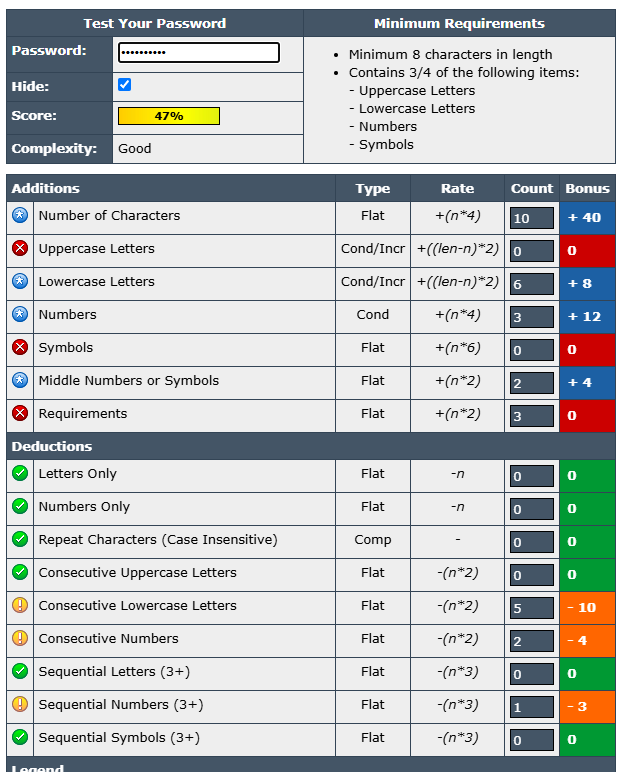 Test Your Password
Minimum Requirements
Password: ••••••••••
Hide:
Score: 47%
Complexity: Good
• Minimum 8 characters in length
• Contains 3/4 of the following items:
- Uppercase Letters
- Lowercase Letters
- Numbers
- Symbols
Additions Type Rate Count Bonus
Number of Characters Flat +(n*4) 10 + 40
Uppercase Letters Cond/Incr +((len-n)*2) 0 0
Lowercase Letters Cond/Incr +((len-n)*2) 6 + 8
Numbers Cond +(n*4) 3 + 12
Symbols Flat +(n*6) 0 0
Middle Numbers or Symbols Flat +(n*2) 2 + 4
Requirements Flat +(n*2) 3 0
Deductions
Letters Only Flat -n 0 0
Numbers Only Flat -n 0 0
Repeat Characters (Case Insensitive) Comp - 0 0
Consecutive Uppercase Letters Flat -(n*2) 0 0
Consecutive Lowercase Letters Flat -(n*2) 5 - 10
Consecutive Numbers Flat -(n*2) 2 - 4
Sequential Letters (3+) Flat -(n*3) 0 0
Sequential Numbers (3+) Flat -(n*3) 1 - 3
Sequential Symbols (3+) Flat -(n*3) 0 0
Legend